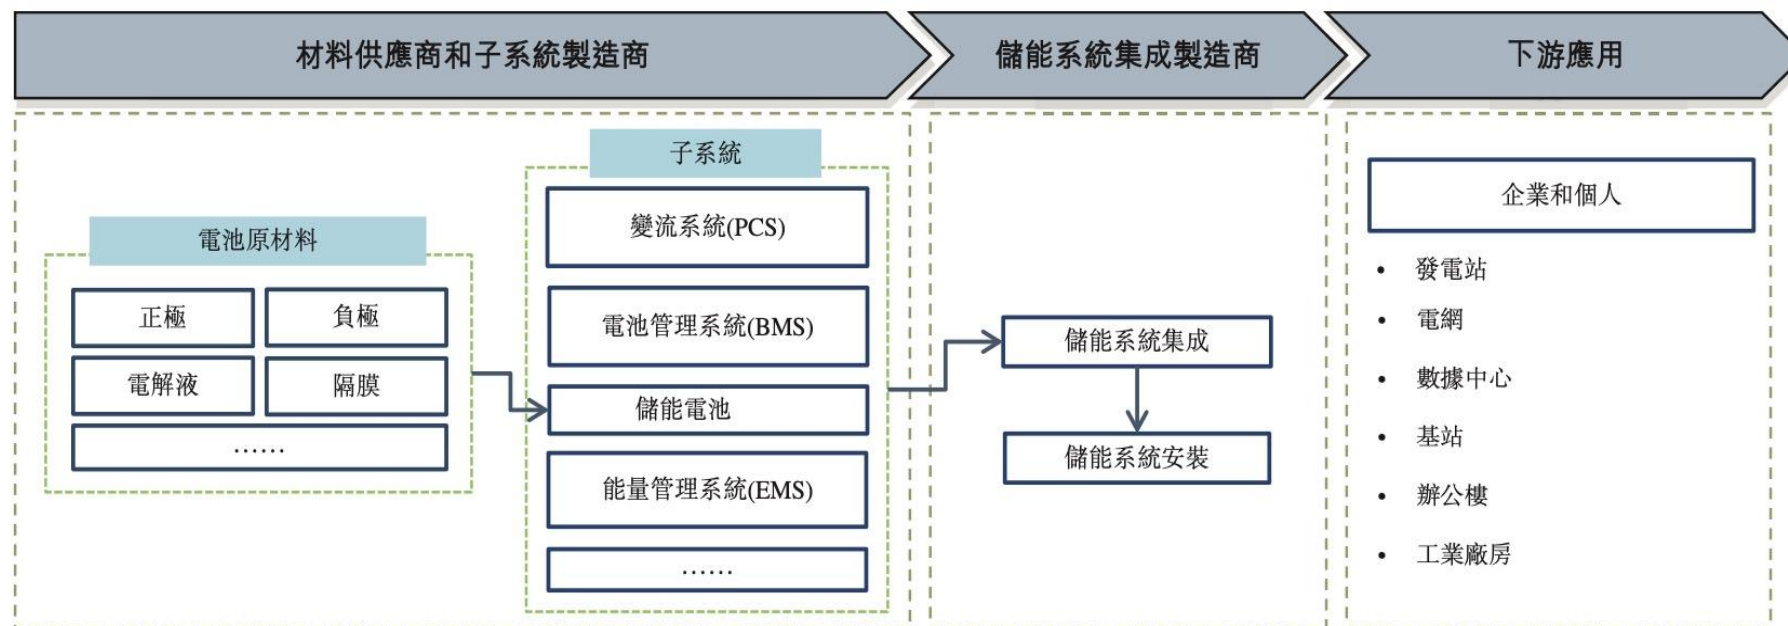 材料供應商和子系統製造商
儲能系統集成製造商
下游應用
電池原材料
正極
負極
電解液
隔膜
……
子系統
變流系統(PCS)
電池管理系統(BMS)
儲能電池
能量管理系統(EMS)
……
儲能系統集成
儲能系統安裝
企業和個人
• 發電站
• 電網
• 數據中心
• 基站
• 辦公樓
• 工業廠房